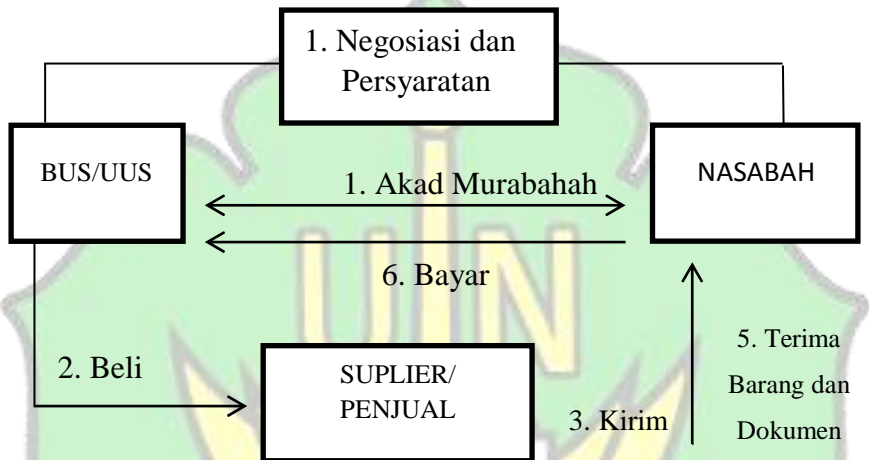 1. Negosiasi dan
Persyaratan
BUS/UUS
NASABAH
1. Akad Murabahah
6. Bayar
2. Beli
SUPLIER/
PENJUAL
3. Kirim
5. Terima
Barang dan
Dokumen
UIN